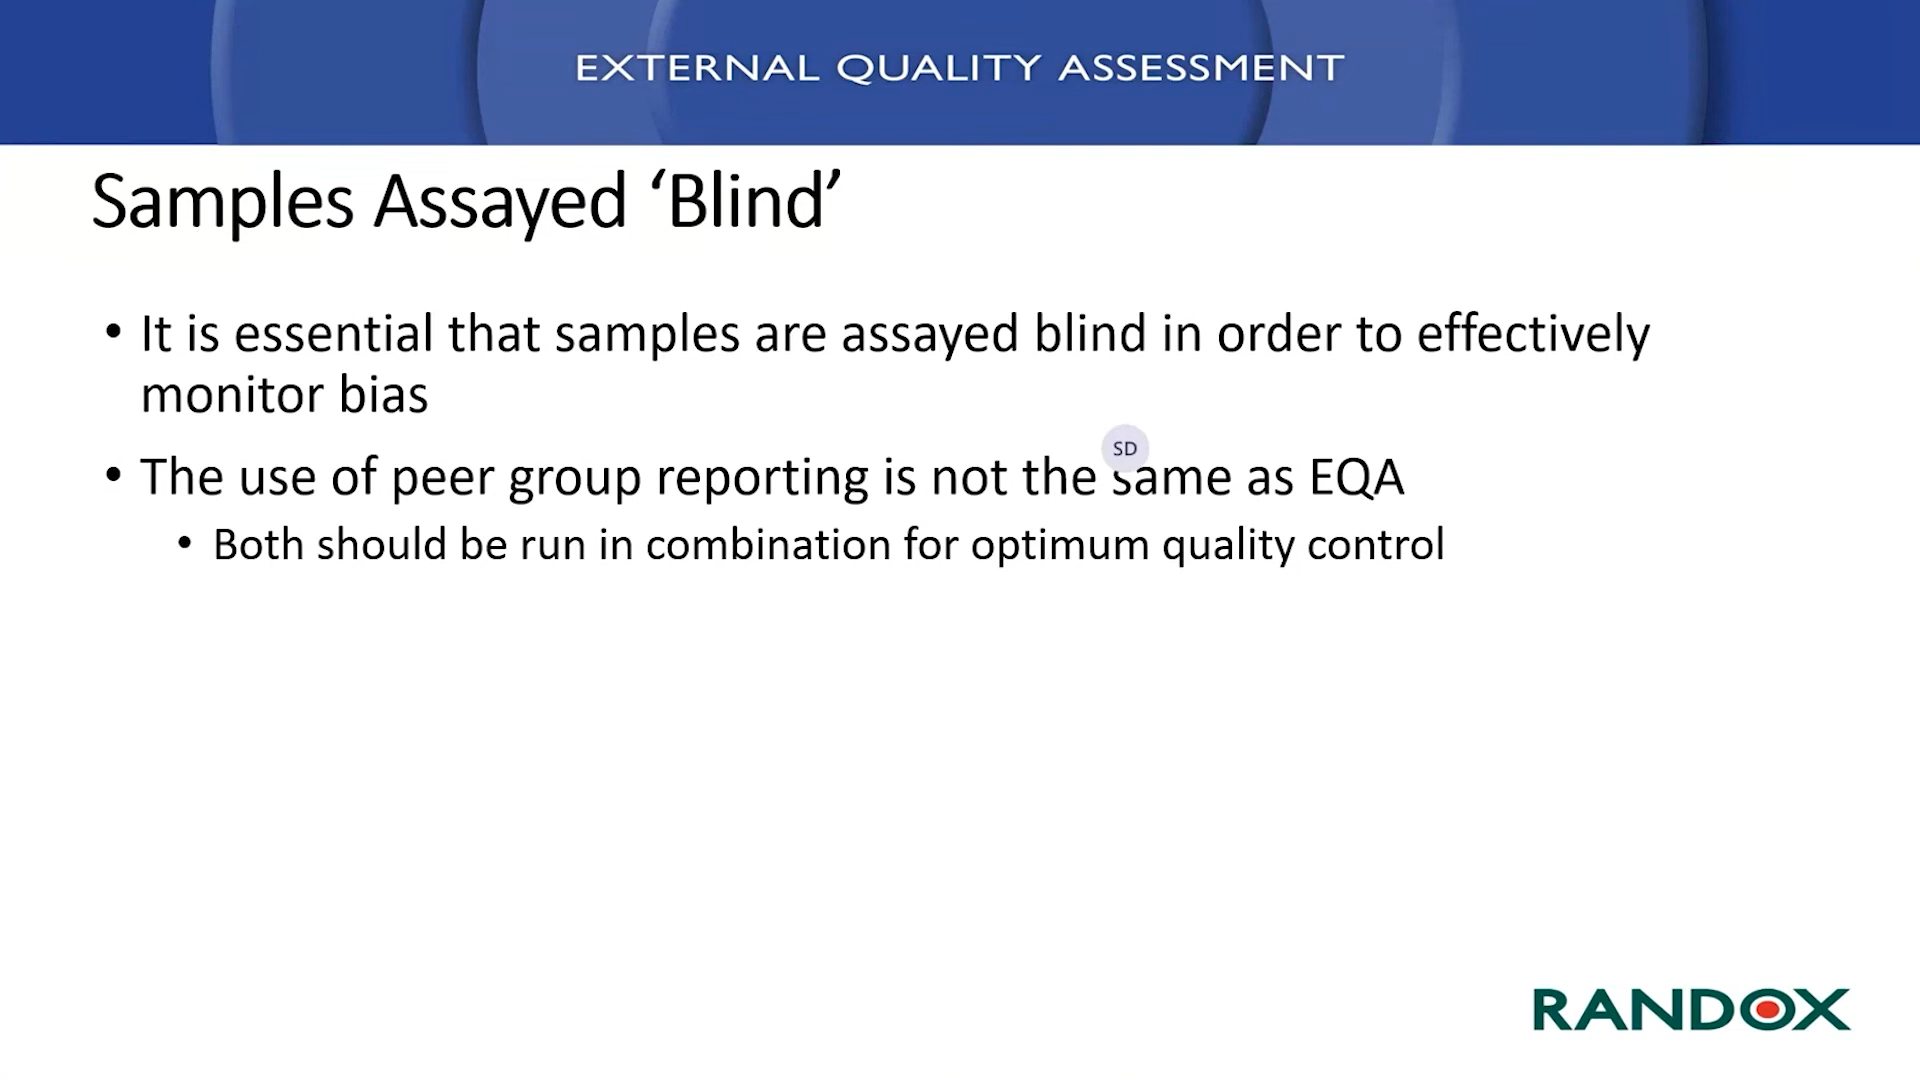 EXTERNAL QUALITY ASSESSMENT
Samples Assayed ‘Blind’
• It is essential that samples are assayed blind in order to effectively
monitor bias
SD
• The use of peer group reporting is not the same as EQA
• Both should be run in combination for optimum quality control
RANDOX